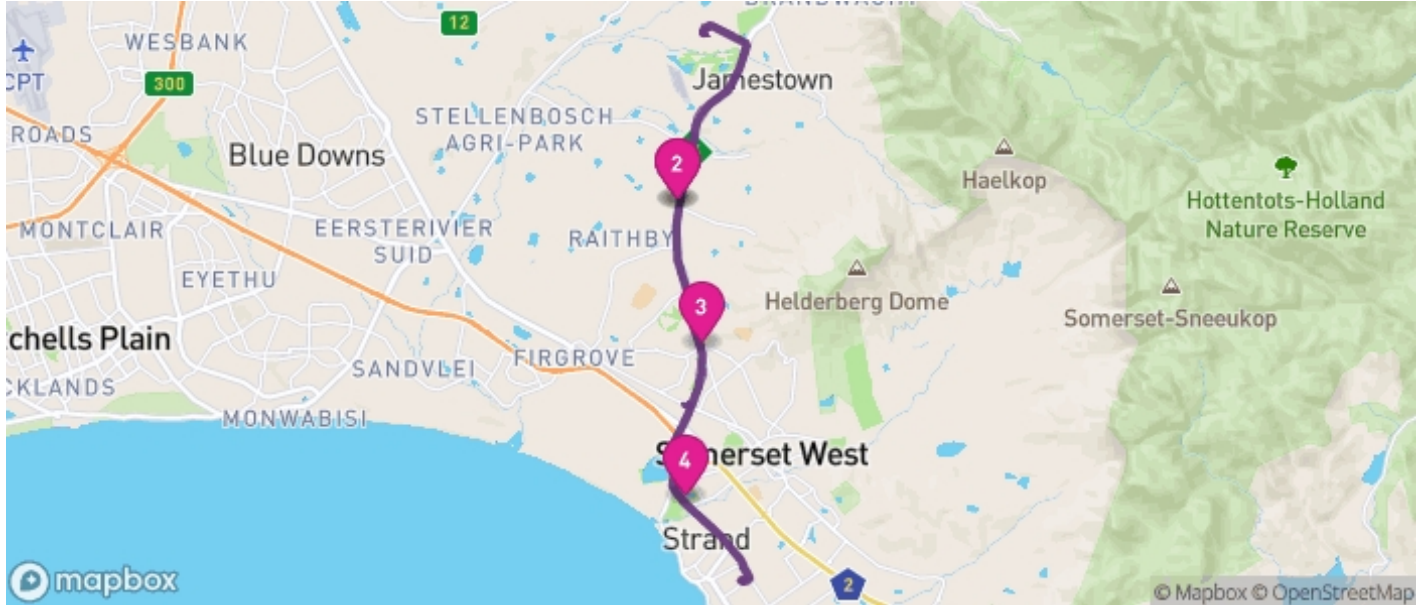 BRANDWACHT
12
WESBANK
CPT
300
Jamestown
STELLENBOSCH
AGRI-PARK
ROADS
Blue Downs
2
Haelkop
Hottentots-Holland
Nature Reserve
MONTCLAIR
EERSTERIVIER
SUID
RAITHBY
EYETHU
Helderberg Dome
3
Somerset-Sneeukop
chells Plain
FIRGROVE
SANDVLEI
CKLANDS
MONWABISI
4
S merset West
Strand
2
mapbox
© Mapbox © OpenStreetMap